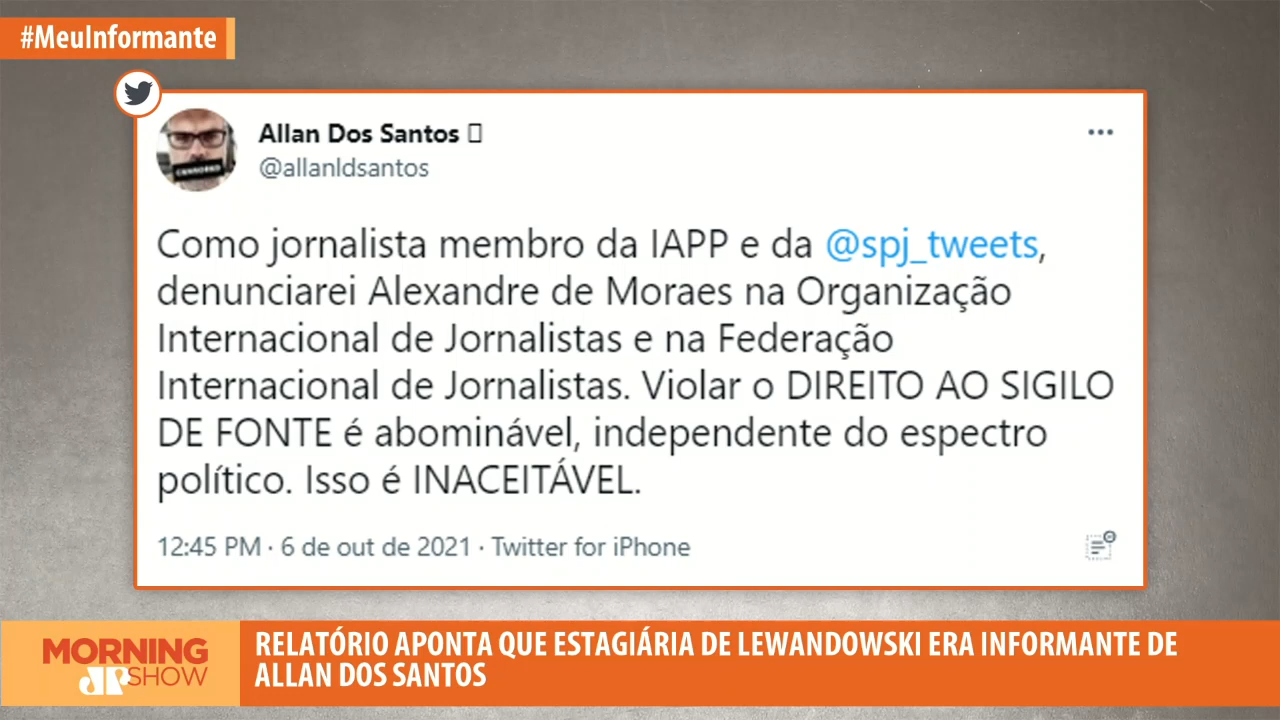 #MeuInformante
Allan Dos Santos
@allanldsantos
Como jornalista membro da IAPP e da @spj_tweets,
denunciarei Alexandre de Moraes na Organização
Internacional de Jornalistas e na Federação
Internacional de Jornalistas. Violar o DIREITO AO SIGILO
DE FONTE é abominável, independente do espectro
político. Isso é INACEITÁVEL.
12:45 PM · 6 de out de 2021 · Twitter for iPhone
MORNING
JP SHOW
RELATÓRIO APONTA QUE ESTAGIÁRIA DE LEWANDOWSKI ERA INFORMANTE DE
ALLAN DOS SANTOS